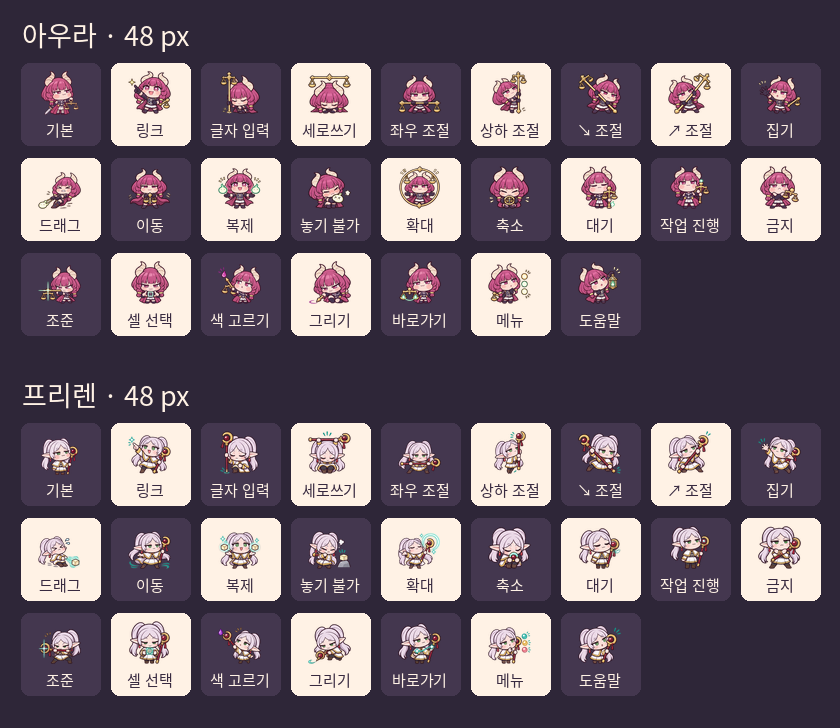 아우라 · 48 px
기본 링크 글자 입력 세로쓰기 좌우 조절 상하 조절 ↘ 조절 ↗ 조절 집기
드래그 이동 복제 놓기 불가 확대 축소 대기 작업 진행 금지
조준 셀 선택 색 고르기 그리기 바로가기 메뉴 도움말
프리렌 · 48 px
기본 링크 글자 입력 세로쓰기 좌우 조절 상하 조절 ↘ 조절 ↗ 조절 집기
드래그 이동 복제 놓기 불가 확대 축소 대기 작업 진행 금지
조준 셀 선택 색 고르기 그리기 바로가기 메뉴 도움말